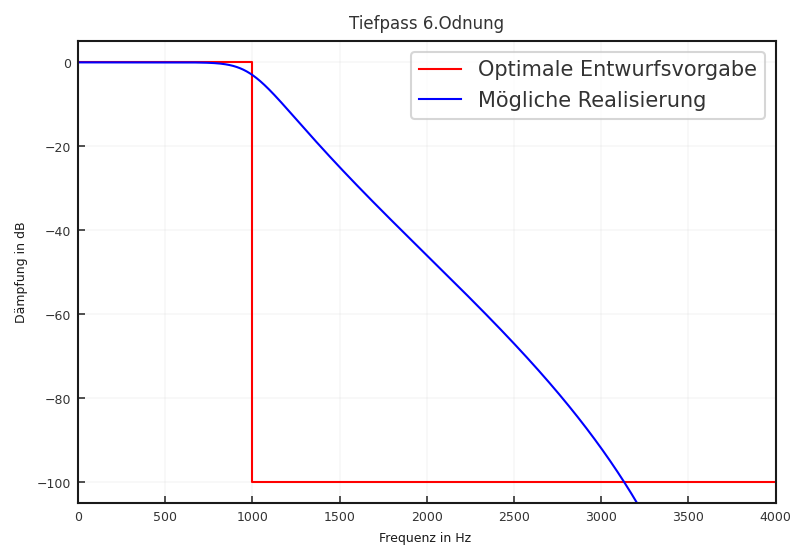 Tiefpass 6.Odnung
Optimale Entwurfsvorgabe
Mögliche Realisierung
Dämpfung in dB
0
−20
−40
−60
−80
−100
0 500 1000 1500 2000 2500 3000 3500 4000
Frequenz in Hz